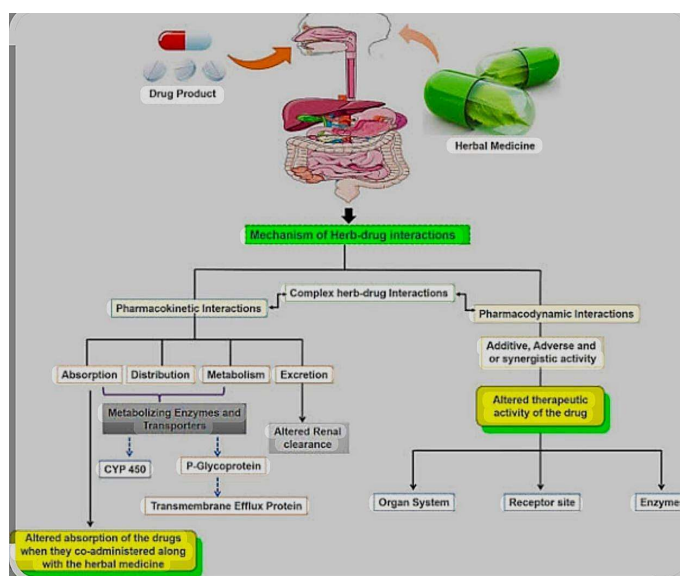 Drug Product
Herbal Medicine
Mechanism of Herb-drug interactions
Complex herb-drug Interactions
Pharmacokinetic Interactions
Pharmacodynamic Interactions
Additive, Adverse and
or synergistic activity
Absorption
Distribution
Metabolism
Excretion
Altered therapeutic
activity of the drug
Metabolizing Enzymes and
Transporters
Altered Renal
clearance
CYP 450
P-Glycoprotein
Transmembrane Efflux Protein
Organ System
Receptor site
Enzyme
Altered absorption of the drugs
when they co-administered along
with the herbal medicine